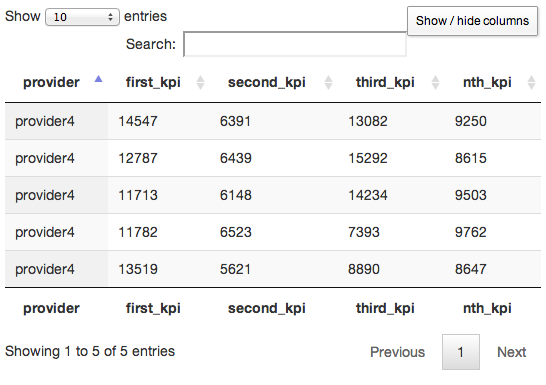 Show 10 entries Show / hide columns
Search:
provider first_kpi second_kpi third_kpi nth_kpi
provider4 14547 6391 13082 9250
provider4 12787 6439 15292 8615
provider4 11713 6148 14234 9503
provider4 11782 6523 7393 9762
provider4 13519 5621 8890 8647
provider first_kpi second_kpi third_kpi nth_kpi
Showing 1 to 5 of 5 entries Previous 1 Next